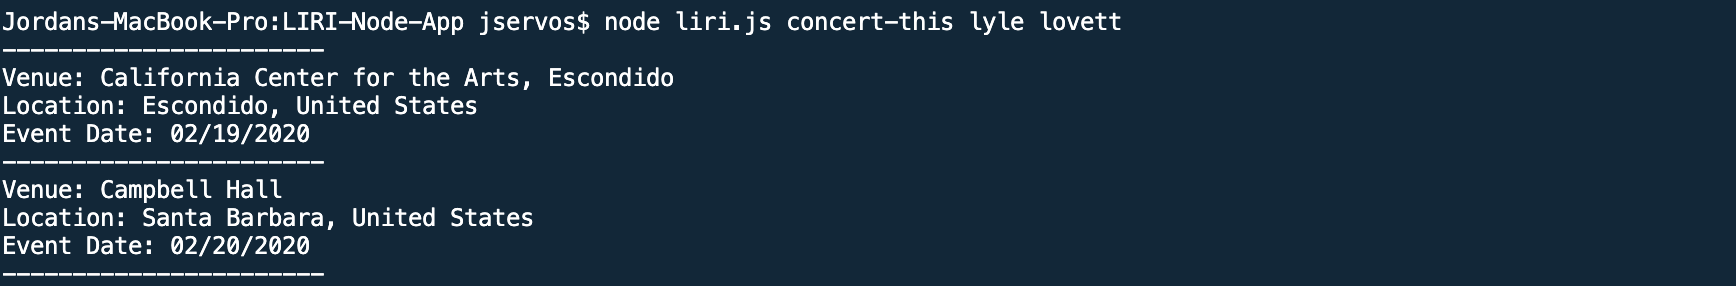 Jordans-MacBook-Pro:LIRI-Node-App jservos$ node liri.js concert-this lyle lovett
-----------------------
Venue: California Center for the Arts, Escondido
Location: Escondido, United States
Event Date: 02/19/2020
-----------------------
Venue: Campbell Hall
Location: Santa Barbara, United States
Event Date: 02/20/2020
-----------------------